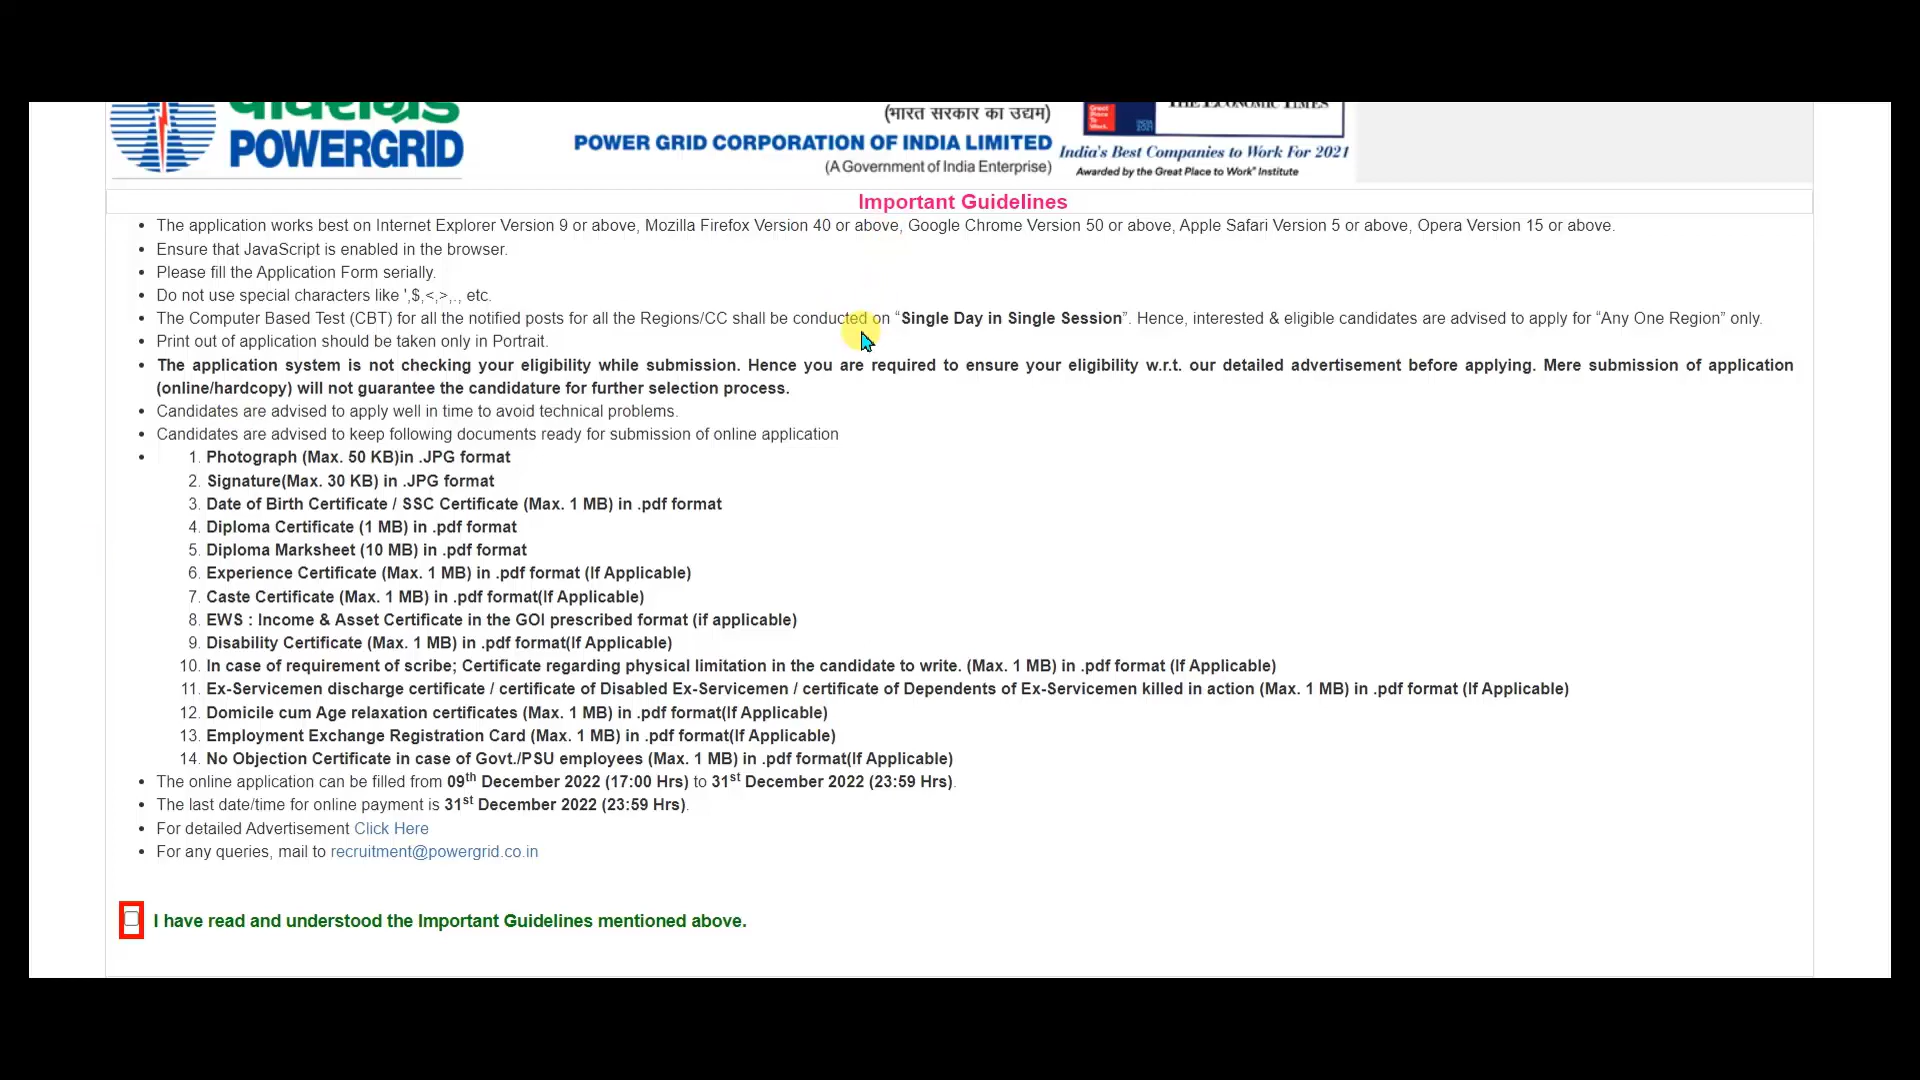 पावरग्रिड
POWERGRID
(भारत सरकार का उद्यम)
POWER GRID CORPORATION OF INDIA LIMITED
(A Government of India Enterprise)
Great Place To Work.
INDIA 2021
THE ECONOMIC TIMES
India's Best Companies to Work For 2021
Awarded by the Great Place to Work® Institute
Important Guidelines
• The application works best on Internet Explorer Version 9 or above, Mozilla Firefox Version 40 or above, Google Chrome Version 50 or above, Apple Safari Version 5 or above, Opera Version 15 or above.
• Ensure that JavaScript is enabled in the browser.
• Please fill the Application Form serially.
• Do not use special characters like ',$,<,>,., etc.
• The Computer Based Test (CBT) for all the notified posts for all the Regions/CC shall be conducted on “Single Day in Single Session”. Hence, interested & eligible candidates are advised to apply for “Any One Region” only.
• Print out of application should be taken only in Portrait.
• The application system is not checking your eligibility while submission. Hence you are required to ensure your eligibility w.r.t. our detailed advertisement before applying. Mere submission of application
(online/hardcopy) will not guarantee the candidature for further selection process.
• Candidates are advised to apply well in time to avoid technical problems.
• Candidates are advised to keep following documents ready for submission of online application
• 1. Photograph (Max. 50 KB)in .JPG format
2. Signature(Max. 30 KB) in .JPG format
3. Date of Birth Certificate / SSC Certificate (Max. 1 MB) in .pdf format
4. Diploma Certificate (1 MB) in .pdf format
5. Diploma Marksheet (10 MB) in .pdf format
6. Experience Certificate (Max. 1 MB) in .pdf format (If Applicable)
7. Caste Certificate (Max. 1 MB) in .pdf format(If Applicable)
8. EWS : Income & Asset Certificate in the GOI prescribed format (if applicable)
9. Disability Certificate (Max. 1 MB) in .pdf format(If Applicable)
10. In case of requirement of scribe; Certificate regarding physical limitation in the candidate to write. (Max. 1 MB) in .pdf format (If Applicable)
11. Ex-Servicemen discharge certificate / certificate of Disabled Ex-Servicemen / certificate of Dependents of Ex-Servicemen killed in action (Max. 1 MB) in .pdf format (If Applicable)
12. Domicile cum Age relaxation certificates (Max. 1 MB) in .pdf format(If Applicable)
13. Employment Exchange Registration Card (Max. 1 MB) in .pdf format(If Applicable)
14. No Objection Certificate in case of Govt./PSU employees (Max. 1 MB) in .pdf format(If Applicable)
• The online application can be filled from 09th December 2022 (17:00 Hrs) to 31st December 2022 (23:59 Hrs).
• The last date/time for online payment is 31st December 2022 (23:59 Hrs).
• For detailed Advertisement Click Here
• For any queries, mail to recruitment@powergrid.co.in
I have read and understood the Important Guidelines mentioned above.